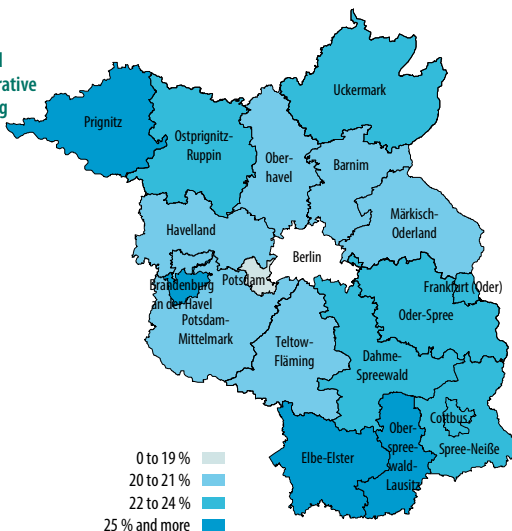 rative
Uckermark
Prignitz
Ostprignitz-
Ruppin
Ober-
havel
Barnim
Märkisch-
Oderland
Havelland
Berlin
Potsdam
Brandenburg
an der Havel
Frankfurt (Oder)
Oder-Spree
Potsdam-
Mittelmark
Teltow-
Fläming
Dahme-
Spreewald
Cottbus
Spree-Neiße
Ober-
spree-
wald-
Lausitz
Elbe-Elster
0 to 19 %
20 to 21 %
22 to 24 %
25 % and more